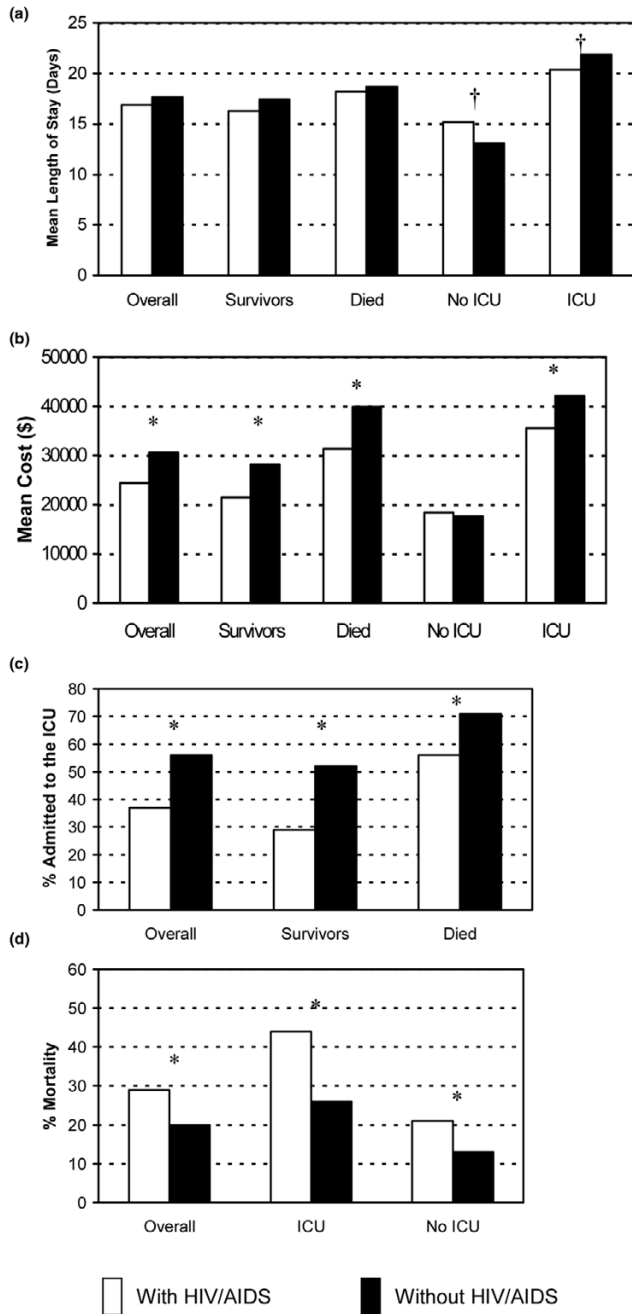 (a)
Mean Length of Stay (Days)
25
20
15
10
5
0
†
†
Overall Survivors Died No ICU ICU
(b)
Mean Cost ($)
50000
40000
30000
20000
10000
0
* * * *
Overall Survivors Died No ICU ICU
(c)
% Admitted to the ICU
80
70
60
50
40
30
20
10
0
* * *
Overall Survivors Died
(d)
% Mortality
60
50
40
30
20
10
0
* * *
Overall ICU No ICU
With HIV/AIDS Without HIV/AIDS